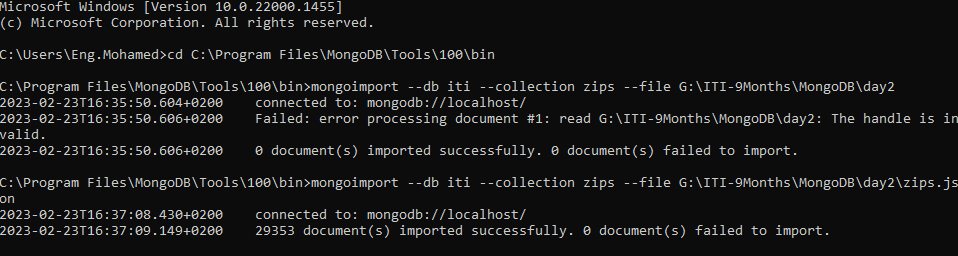 Microsoft Windows [Version 10.0.22000.1455]
(c) Microsoft Corporation. All rights reserved.
C:\Users\Eng.Mohamed>cd C:\Program Files\MongoDB\Tools\100\bin
C:\Program Files\MongoDB\Tools\100\bin>mongoimport --db iti --collection zips --file G:\ITI-9Months\MongoDB\day2
2023-02-23T16:35:50.604+0200    connected to: mongodb://localhost/
2023-02-23T16:35:50.606+0200    Failed: error processing document #1: read G:\ITI-9Months\MongoDB\day2: The handle is in
valid.
2023-02-23T16:35:50.606+0200    0 document(s) imported successfully. 0 document(s) failed to import.
C:\Program Files\MongoDB\Tools\100\bin>mongoimport --db iti --collection zips --file G:\ITI-9Months\MongoDB\day2\zips.js
on
2023-02-23T16:37:08.430+0200    connected to: mongodb://localhost/
2023-02-23T16:37:09.149+0200    29353 document(s) imported successfully. 0 document(s) failed to import.